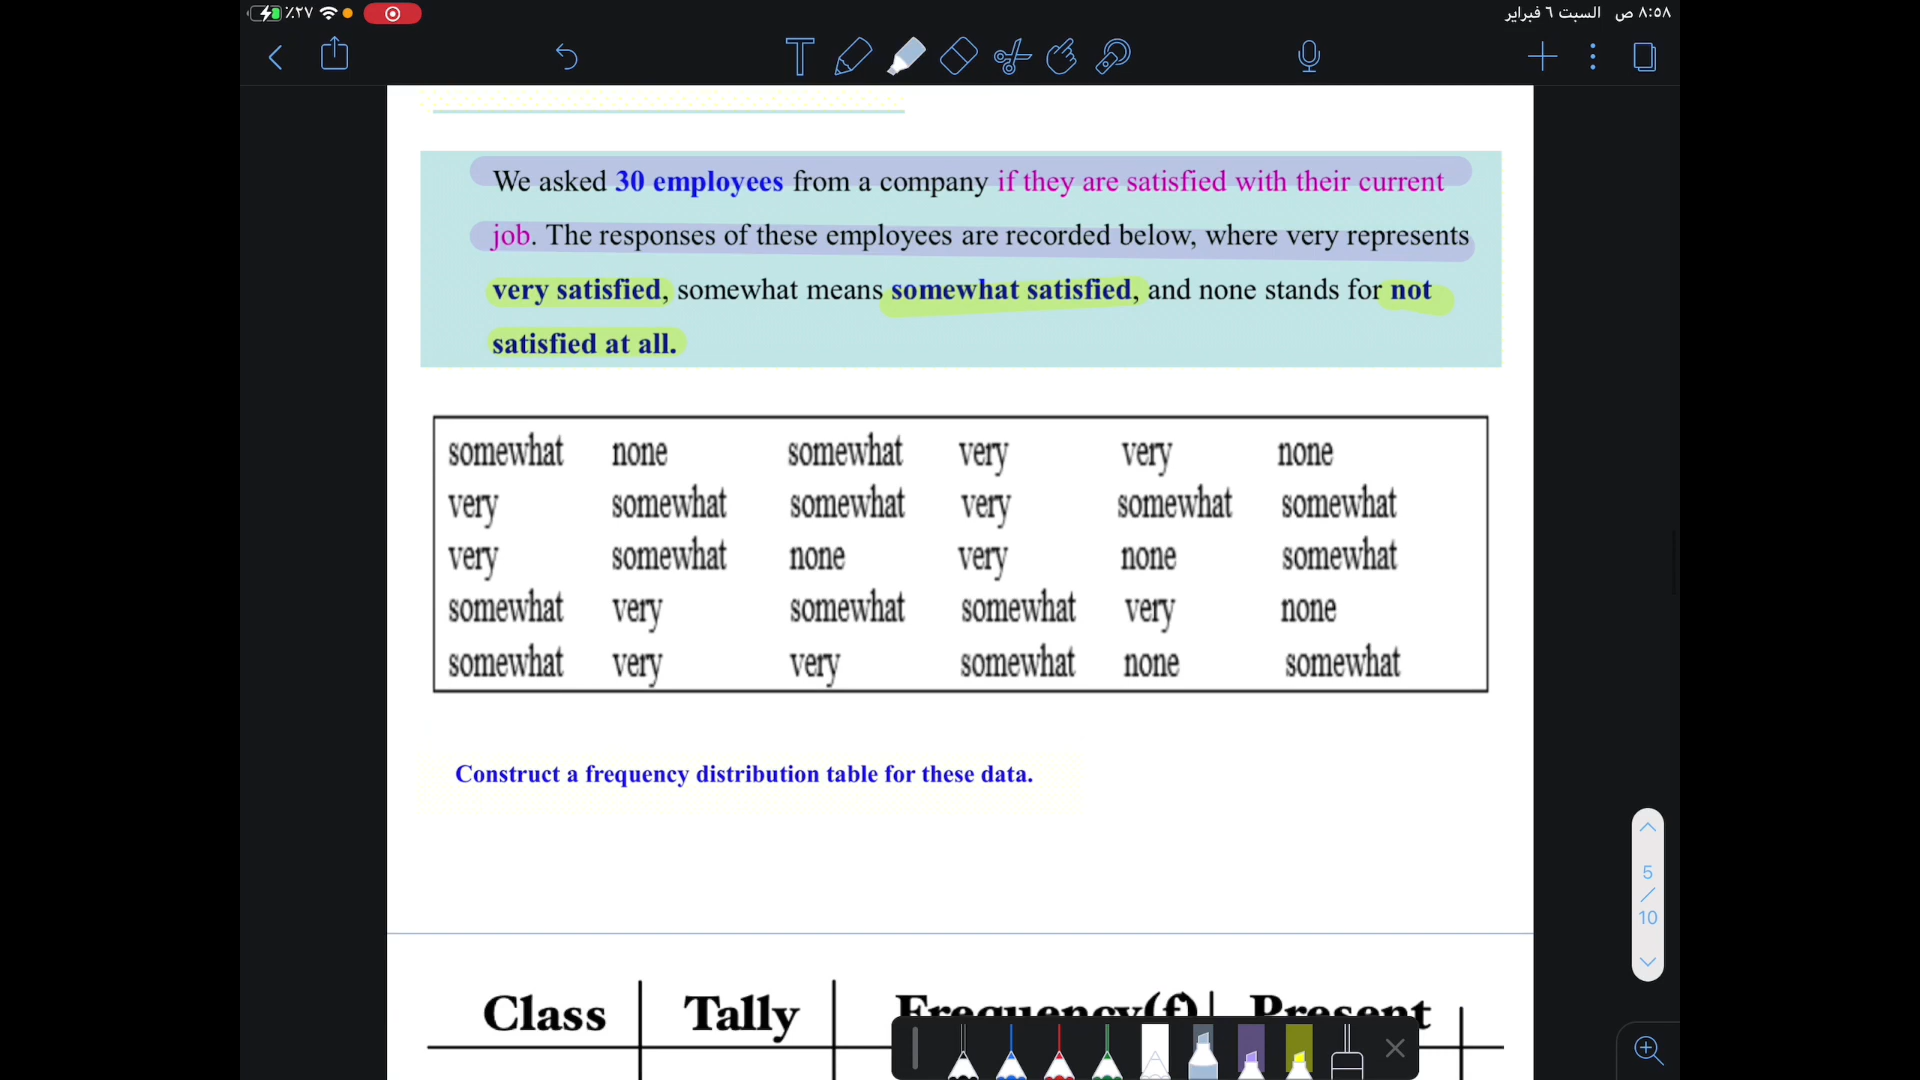 ٪٢٧
٨:٥٨ ص السبت ٦ فبراير
We asked 30 employees from a company if they are satisfied with their current
job. The responses of these employees are recorded below, where very represents
very satisfied, somewhat means somewhat satisfied, and none stands for not
satisfied at all.
somewhat none somewhat very very none
very somewhat somewhat very somewhat somewhat
very somewhat none very none somewhat
somewhat very somewhat somewhat very none
somewhat very very somewhat none somewhat
Construct a frequency distribution table for these data.
5
/
10
Class Tally Frequency(f) Present